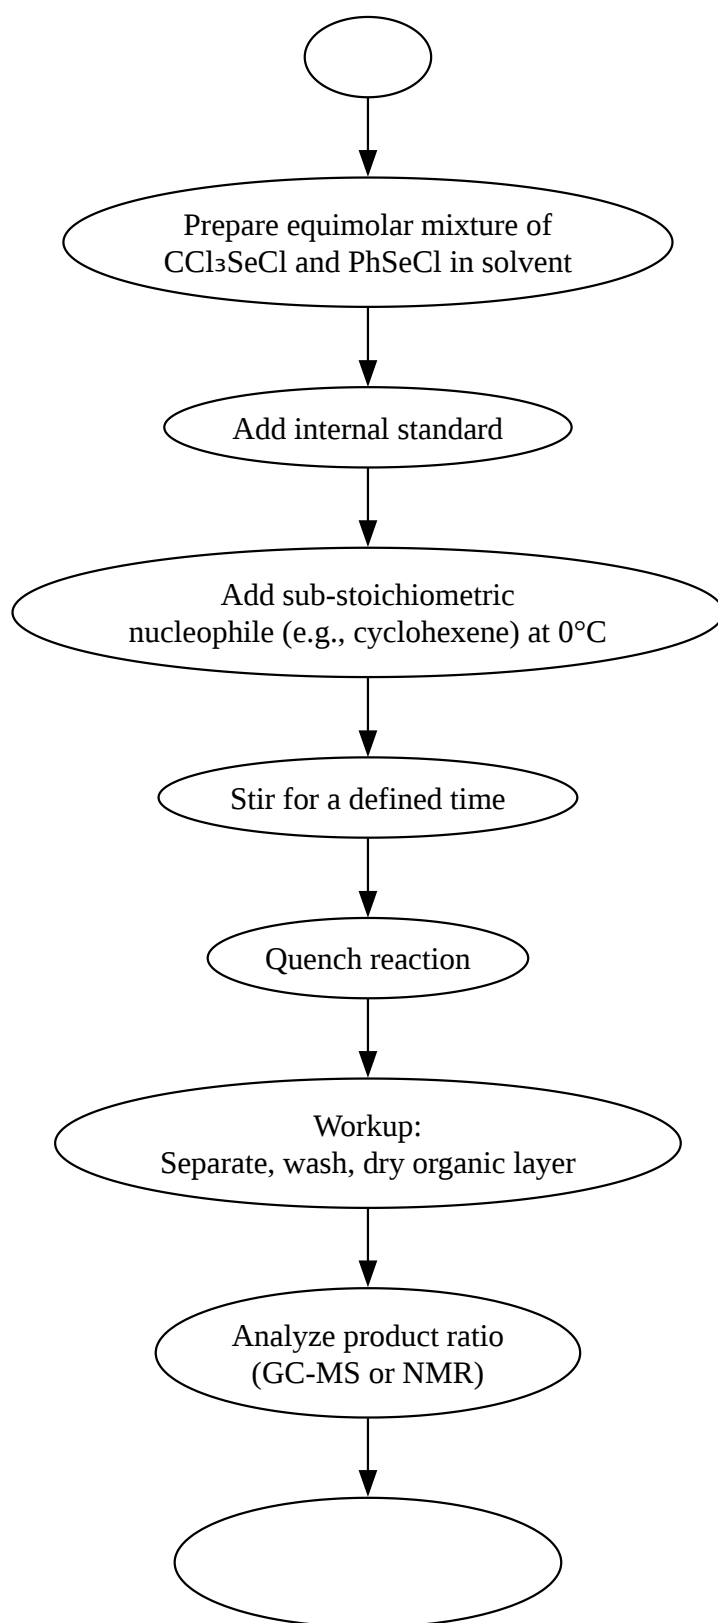 Prepare equimolar mixture of
CCl₃SeCl and PhSeCl in solvent
Add internal standard
Add sub-stoichiometric
nucleophile (e.g., cyclohexene) at 0°C
Stir for a defined time
Quench reaction
Workup:
Separate, wash, dry organic layer
Analyze product ratio
(GC-MS or NMR)